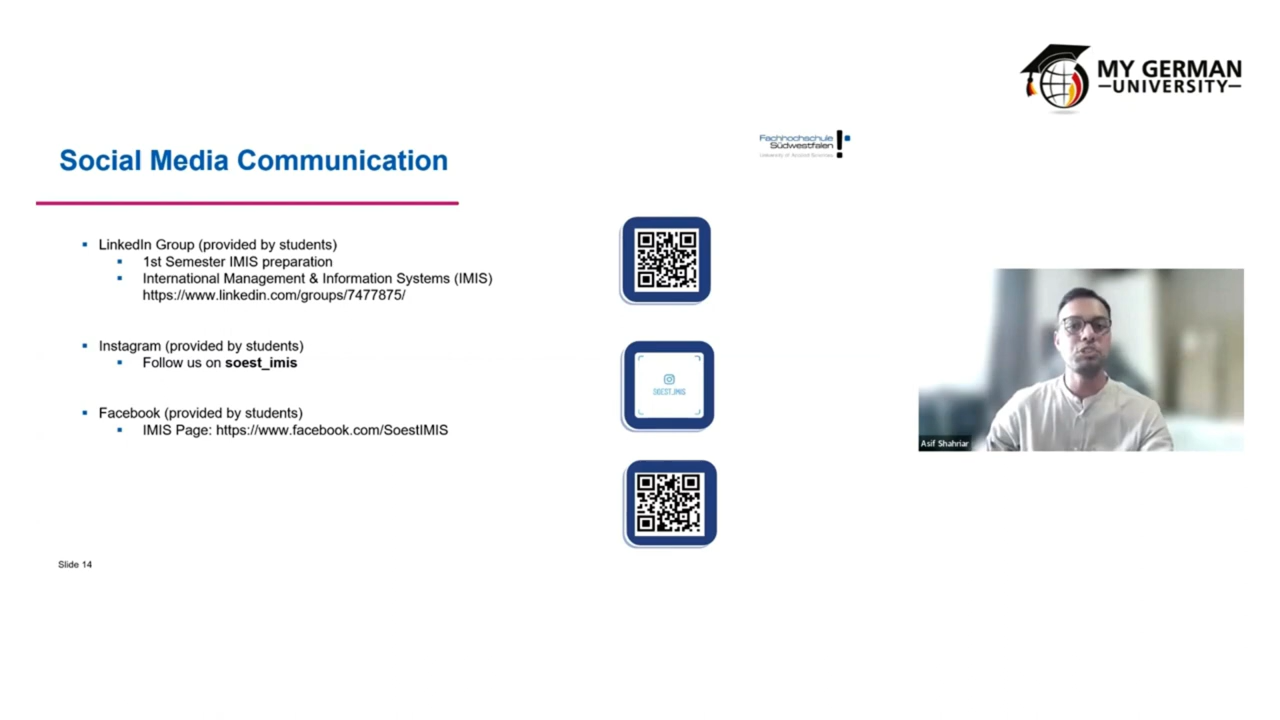 MY GERMAN
UNIVERSITY
Fachhochschule
Südwestfalen
University of Applied Sciences
Social Media Communication
LinkedIn Group (provided by students)
1st Semester IMIS preparation
International Management & Information Systems (IMIS)
https://www.linkedin.com/groups/7477875/
Instagram (provided by students)
Follow us on soest_imis
SOEST_IMIS
Facebook (provided by students)
IMIS Page: https://www.facebook.com/SoestIMIS
Asif Shahriar
Slide 14